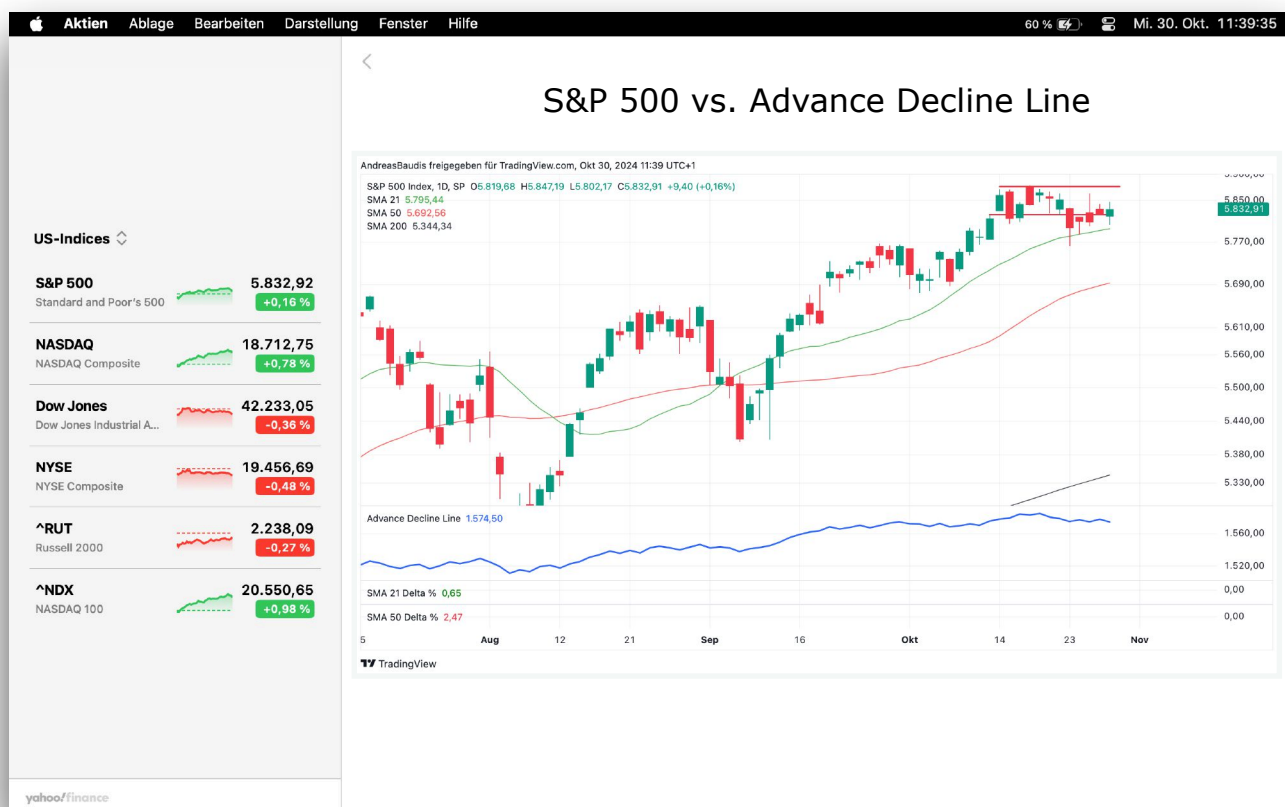 Aktien Ablage Bearbeiten Darstellung Fenster Hilfe 60 % Mi. 30. Okt. 11:39:35
S&P 500 vs. Advance Decline Line
US-Indices
S&P 500 5.832,92
Standard and Poor's 500 +0,16 %
NASDAQ 18.712,75
NASDAQ Composite +0,78 %
Dow Jones 42.233,05
Dow Jones Industrial A... -0,36 %
NYSE 19.456,69
NYSE Composite -0,48 %
^RUT 2.238,09
Russell 2000 -0,27 %
^NDX 20.550,65
NASDAQ 100 +0,98 %
yahoo!finance
AndreasBaudis freigegeben für TradingView.com, Okt 30, 2024 11:39 UTC+1
S&P 500 Index, 1D, SP O5.819,68 H5.847,19 L5.802,17 C5.832,91 +9,40 (+0,16%)
SMA 21 5.795,44
SMA 50 5.692,56
SMA 200 5.344,34
5.850,00
5.832,91
5.770,00
5.690,00
5.610,00
5.560,00
5.500,00
5.440,00
5.380,00
5.330,00
Advance Decline Line 1.574,50
1.560,00
1.520,00
SMA 21 Delta % 0,65 0,00
SMA 50 Delta % 2,47 0,00
5 Aug 12 21 Sep 16 Okt 14 23 Nov
TradingView